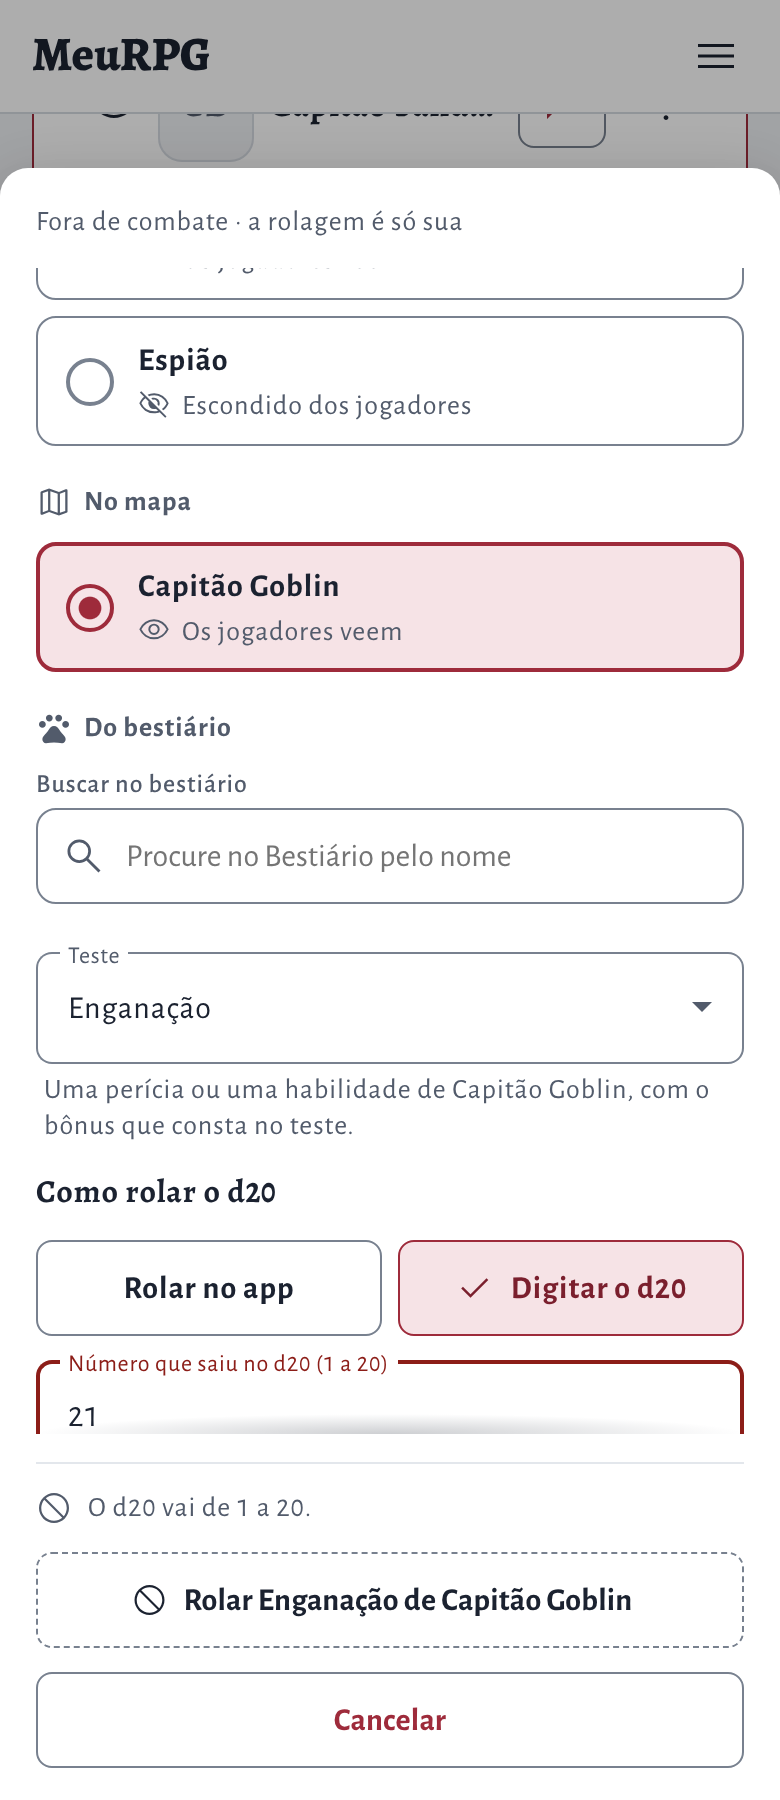 MeuRPG
Fora de combate · a rolagem é só sua
Espião
Escondido dos jogadores
No mapa
Capitão Goblin
Os jogadores veem
Do bestiário
Buscar no bestiário
Procure no Bestiário pelo nome
Teste
Enganação
Uma perícia ou uma habilidade de Capitão Goblin, com o
bônus que consta no teste.
Como rolar o d20
Rolar no app
Digitar o d20
Número que saiu no d20 (1 a 20)
21
O d20 vai de 1 a 20.
Rolar Enganação de Capitão Goblin
Cancelar